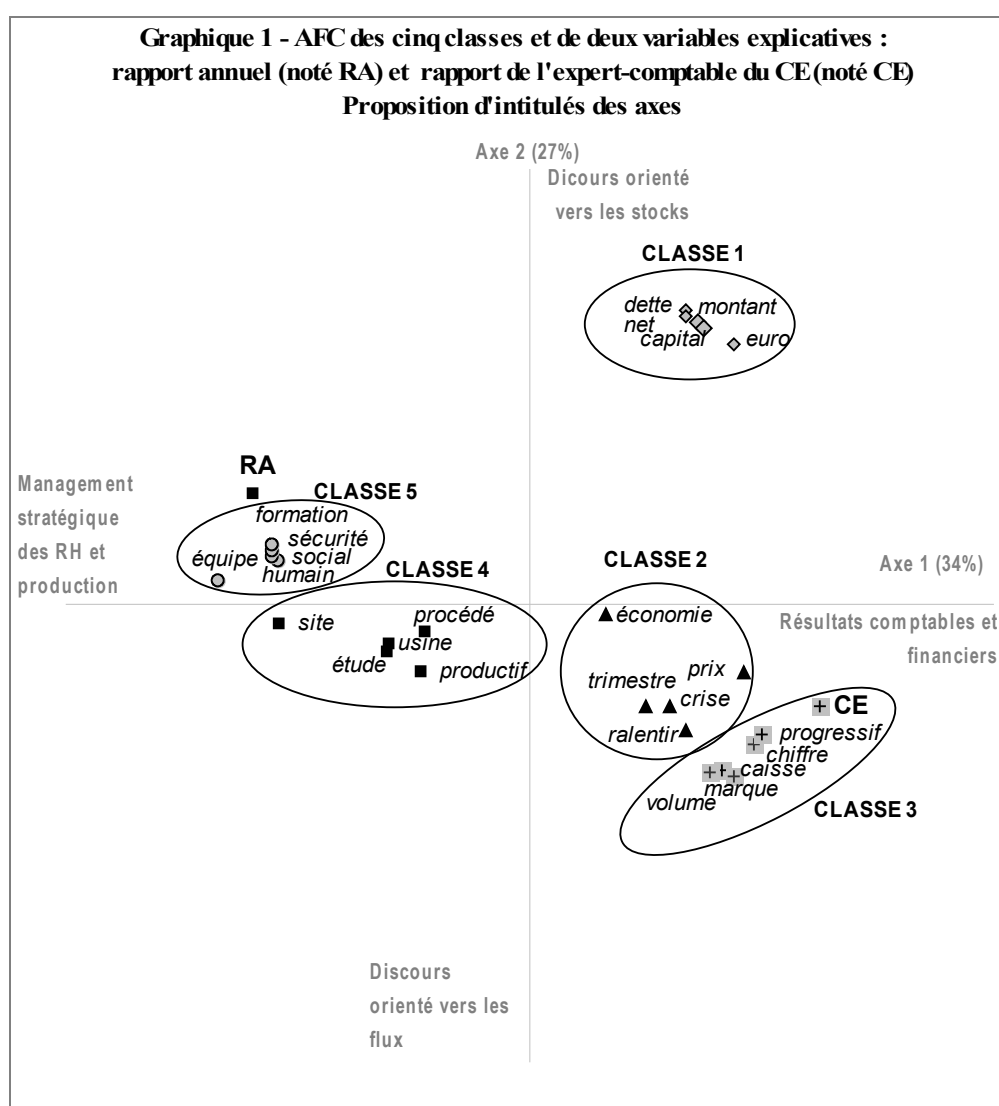 Graphique 1 - AFC des cinq classes et de deux variables explicatives :
rapport annuel (noté RA) et rapport de l'expert-comptable du CE (noté CE)
Proposition d'intitulés des axes
Axe 2 (27%)
Dicours orienté
vers les stocks
CLASSE 1
dette montant
net
capital euro
RA
Management
stratégique
des RH et
production
CLASSE 5
formation
sécurité
équipe social
humain
CLASSE 4
CLASSE 2
Axe 1 (34%)
site procédé
usine
étude
productif
économie
Résultats comptables et
financiers
trimestre prix
crise
ralentir
CE
progressif
chiffre
caisse
marque
volume
CLASSE 3
Discours
orienté vers les
flux